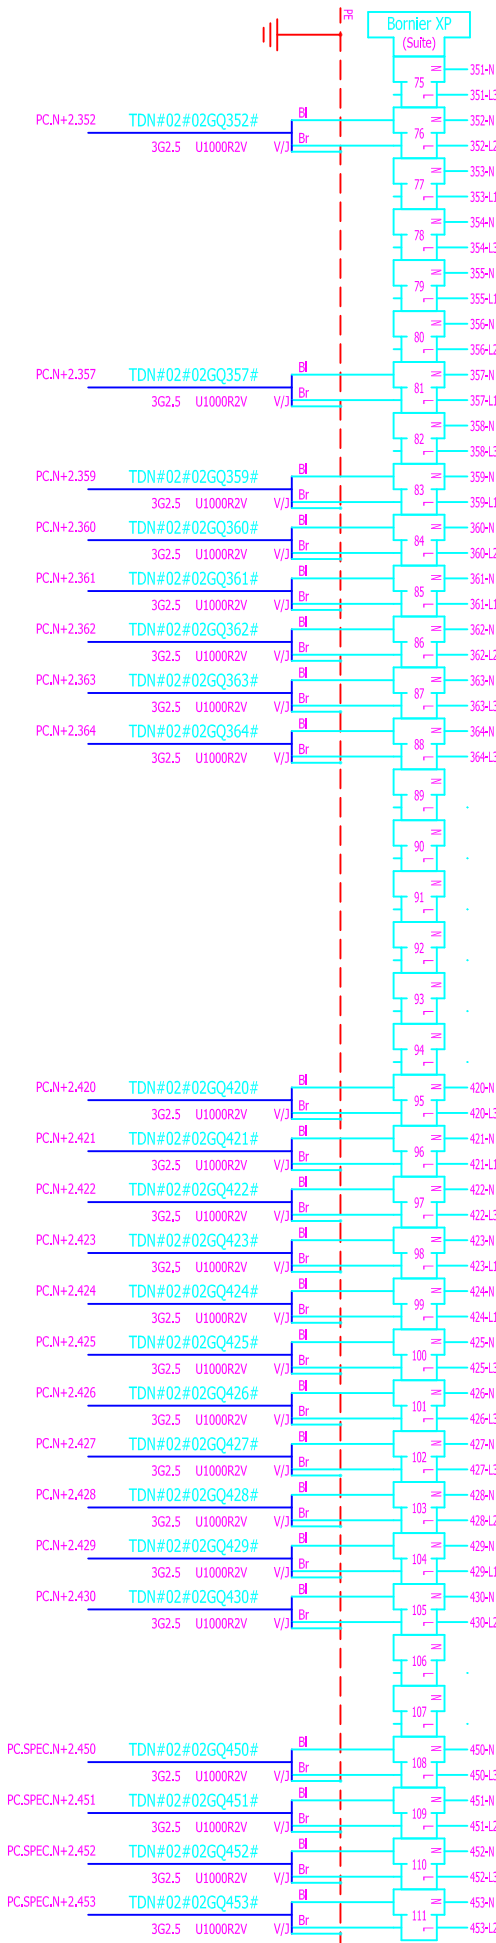 PE
Bornier XP
(Suite)
75 N 351-N
L 351-L3
PC.N+2.352 TDN#02#02GQ352# Bl 76 N 352-N
3G2.5 U1000R2V V/J Br L 352-L2
77 N 353-N
L 353-L1
78 N 354-N
L 354-L3
79 N 355-N
L 355-L1
80 N 356-N
L 356-L2
PC.N+2.357 TDN#02#02GQ357# Bl 81 N 357-N
3G2.5 U1000R2V V/J Br L 357-L1
82 N 358-N
L 358-L3
PC.N+2.359 TDN#02#02GQ359# Bl 83 N 359-N
3G2.5 U1000R2V V/J Br L 359-L1
PC.N+2.360 TDN#02#02GQ360# Bl 84 N 360-N
3G2.5 U1000R2V V/J Br L 360-L2
PC.N+2.361 TDN#02#02GQ361# Bl 85 N 361-N
3G2.5 U1000R2V V/J Br L 361-L1
PC.N+2.362 TDN#02#02GQ362# Bl 86 N 362-N
3G2.5 U1000R2V V/J Br L 362-L2
PC.N+2.363 TDN#02#02GQ363# Bl 87 N 363-N
3G2.5 U1000R2V V/J Br L 363-L3
PC.N+2.364 TDN#02#02GQ364# Bl 88 N 364-N
3G2.5 U1000R2V V/J Br L 364-L3
89 N
L
90 N
L
91 N
L
92 N
L
93 N
L
94 N
L
PC.N+2.420 TDN#02#02GQ420# Bl 95 N 420-N
3G2.5 U1000R2V V/J Br L 420-L3
PC.N+2.421 TDN#02#02GQ421# Bl 96 N 421-N
3G2.5 U1000R2V V/J Br L 421-L1
PC.N+2.422 TDN#02#02GQ422# Bl 97 N 422-N
3G2.5 U1000R2V V/J Br L 422-L3
PC.N+2.423 TDN#02#02GQ423# Bl 98 N 423-N
3G2.5 U1000R2V V/J Br L 423-L1
PC.N+2.424 TDN#02#02GQ424# Bl 99 N 424-N
3G2.5 U1000R2V V/J Br L 424-L1
PC.N+2.425 TDN#02#02GQ425# Bl 100 N 425-N
3G2.5 U1000R2V V/J Br L 425-L3
PC.N+2.426 TDN#02#02GQ426# Bl 101 N 426-N
3G2.5 U1000R2V V/J Br L 426-L3
PC.N+2.427 TDN#02#02GQ427# Bl 102 N 427-N
3G2.5 U1000R2V V/J Br L 427-L3
PC.N+2.428 TDN#02#02GQ428# Bl 103 N 428-N
3G2.5 U1000R2V V/J Br L 428-L2
PC.N+2.429 TDN#02#02GQ429# Bl 104 N 429-N
3G2.5 U1000R2V V/J Br L 429-L1
PC.N+2.430 TDN#02#02GQ430# Bl 105 N 430-N
3G2.5 U1000R2V V/J Br L 430-L2
106 N
L
107 N
L
PC.SPEC.N+2.450 TDN#02#02GQ450# Bl 108 N 450-N
3G2.5 U1000R2V V/J Br L 450-L3
PC.SPEC.N+2.451 TDN#02#02GQ451# Bl 109 N 451-N
3G2.5 U1000R2V V/J Br L 451-L2
PC.SPEC.N+2.452 TDN#02#02GQ452# Bl 110 N 452-N
3G2.5 U1000R2V V/J Br L 452-L3
PC.SPEC.N+2.453 TDN#02#02GQ453# Bl 111 N 453-N
3G2.5 U1000R2V V/J Br L 453-L2